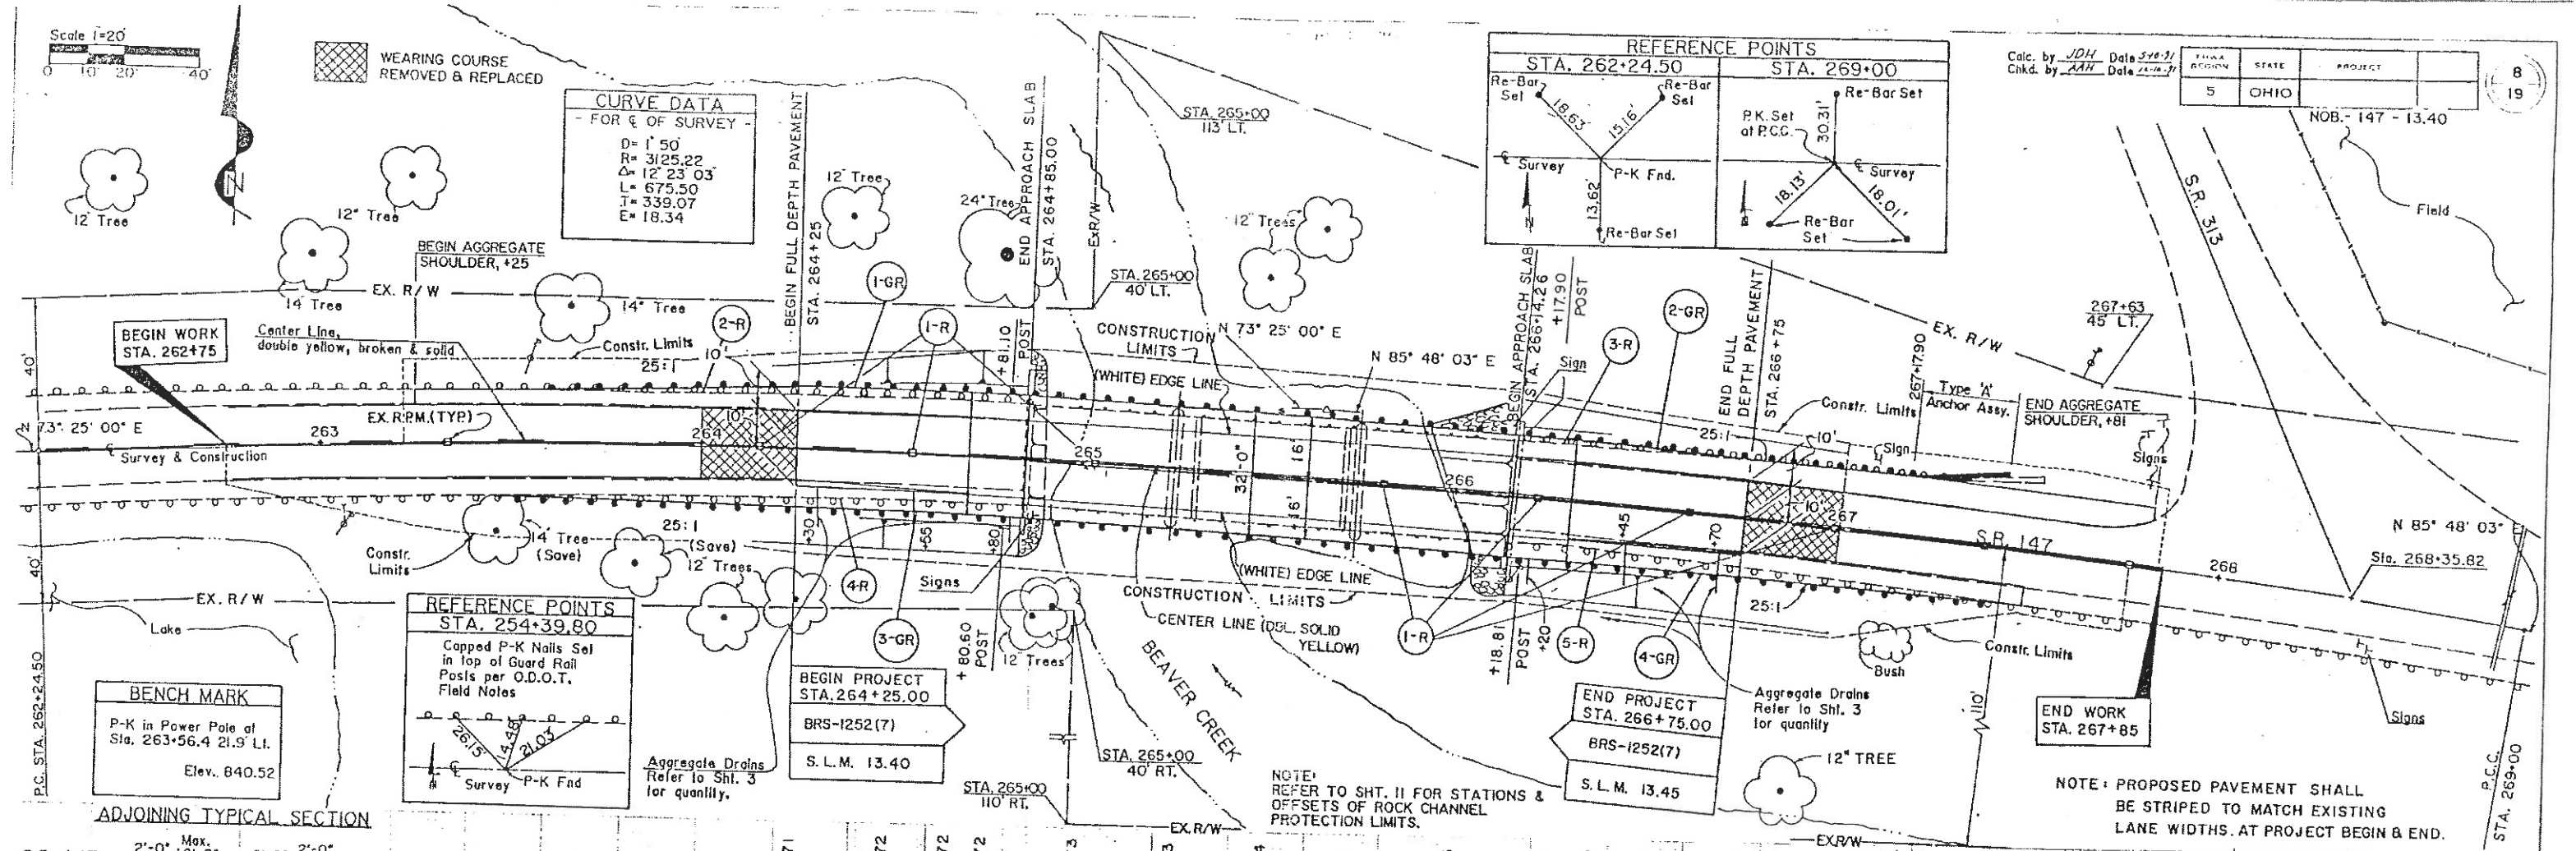 Scale 1=20'
0 10' 20' 40'
WEARING COURSE
REMOVED & REPLACED
CURVE DATA
- FOR ℄ OF SURVEY -
D= 1° 50'
R= 3125.22
Δ= 12° 23' 03"
L= 675.50
T= 339.07
E= 18.34
REFERENCE POINTS
STA. 262+24.50
STA. 269+00
Re-Bar
Set
Re-Bar
Set
18.63'
15.16'
℄ Survey
P-K Fnd.
13.62'
N
Re-Bar Set
Re-Bar Set
P.K. Set
at P.C.C.
30.31'
℄ Survey
18.13'
18.01'
Re-Bar
Set
Calc. by JDH Date
Chkd. by AAH Date
REGION
STATE
PROJECT
5
OHIO
8
19
NOB.- 147 - 13.40
N
12" Tree
12" Tree
12" Tree
24" Tree
12" Trees
14" Tree
14" Tree
BEGIN AGGREGATE
SHOULDER, +25
BEGIN FULL DEPTH PAVEMENT
STA. 264+25
END APPROACH SLAB
STA. 264+85.00
Ex R/W
STA. 265+00
113' LT.
STA. 265+00
40' LT.
BEGIN APPROACH SLAB
STA. 266+14.26
+17.90
POST
END FULL
DEPTH PAVEMENT
STA. 266+75
S.R. 313
Field
EX. R/W
EX. R/W
267+63
45' LT.
BEGIN WORK
STA. 262+75
Center Line,
double yellow, broken & solid
Constr. Limits
25:1
10'
2-R
1-GR
1-R
+81.10
POST
CONSTRUCTION
LIMITS
N 73° 25' 00" E
(WHITE) EDGE LINE
N 85° 48' 03" E
Sign
3-R
2-GR
25:1
10'
Constr. Limits
267+17.90
Type 'A'
Anchor Assy.
END AGGREGATE
SHOULDER, +81
Sign
Signs
40'
N 73° 25' 00" E
EX. R.P.M. (TYP.)
263
264
265
266
267
268
10'
10'
℄ Survey & Construction
32'-0"
16'
16'
S.R. 147
N 85° 48' 03" E
Sta. 268+35.82
40'
Constr.
Limits
14" Tree
(Save)
25:1
(Save)
12" Trees
+30
+55
+80
4-R
3-GR
Signs
+80.60
POST
12" Trees
(WHITE) EDGE LINE
CONSTRUCTION LIMITS
CENTER LINE (DBL. SOLID
YELLOW)
1-R
+18.81
POST
+20
+45
+70
5-R
4-GR
25:1
Bush
Constr. Limits
110'
EX. R/W
Lake
P.C. STA. 262+24.50
BENCH MARK
P-K in Power Pole at
Sta. 263+56.4 21.9' Lt.
Elev. 840.52
REFERENCE POINTS
STA. 254+39.80
Capped P-K Nails Set
in top of Guard Rail
Posts per O.D.O.T.
Field Notes
26.15'
21.03'
℄
Survey
P-K Fnd
Aggregate Drains
Refer to Sht. 3
for quantity.
BEGIN PROJECT
STA. 264+25.00
BRS-1252(7)
S.L.M. 13.40
BEAVER CREEK
STA. 265+00
40' RT.
STA. 265+00
110' RT.
EX. R/W
NOTE:
REFER TO SHT. 11 FOR STATIONS &
OFFSETS OF ROCK CHANNEL
PROTECTION LIMITS.
END PROJECT
STA. 266+75.00
BRS-1252(7)
S.L.M. 13.45
Aggregate Drains
Refer to Sht. 3
for quantity
12" TREE
EX R/W
END WORK
STA. 267+85
Signs
NOTE: PROPOSED PAVEMENT SHALL
BE STRIPED TO MATCH EXISTING
LANE WIDTHS. AT PROJECT BEGIN & END.
P.C.C.
STA. 269+00
ADJOINING TYPICAL SECTION
2'-0" Max.
2'-0"